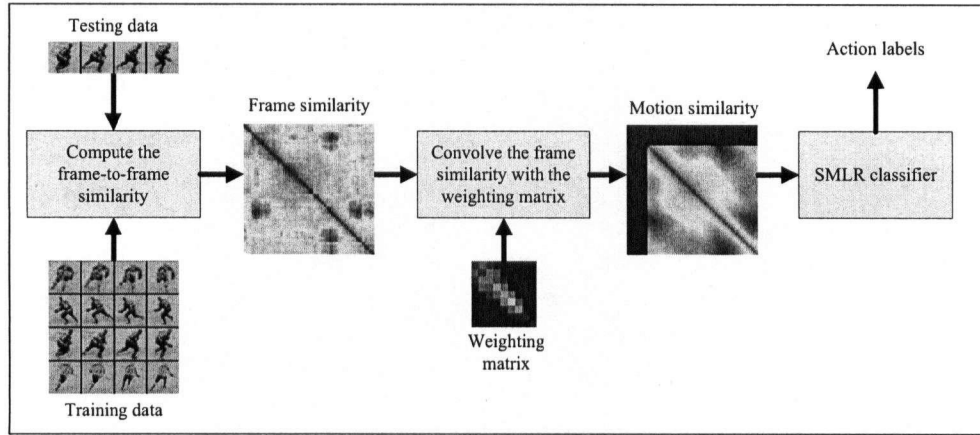 Testing data
Action labels
Frame similarity
Motion similarity
Compute the
frame-to-frame
similarity
Convolve the frame
similarity with the
weighting matrix
SMLR classifier
Weighting
matrix
Training data